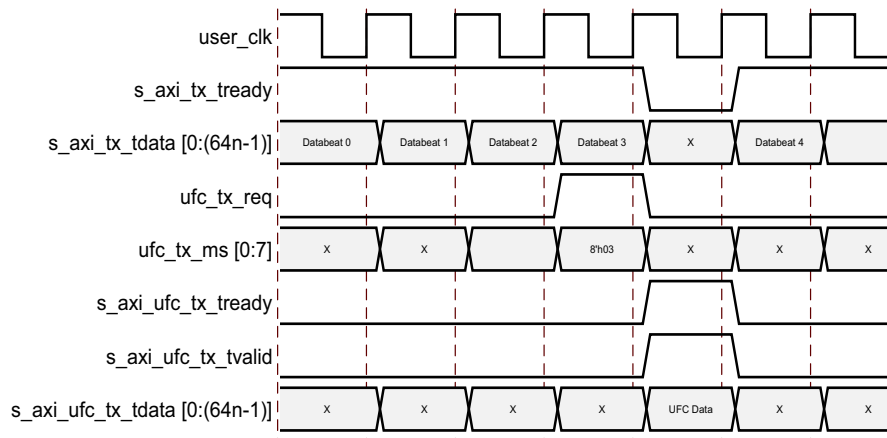 user_clk
s_axi_tx_tready
s_axi_tx_tdata [0:(64n-1)] Databeat 0 Databeat 1 Databeat 2 Databeat 3 X Databeat 4
ufc_tx_req
ufc_tx_ms [0:7] X X 8'h03 X X X
s_axi_ufc_tx_tready
s_axi_ufc_tx_tvalid
s_axi_ufc_tx_tdata [0:(64n-1)] X X X X UFC Data X X